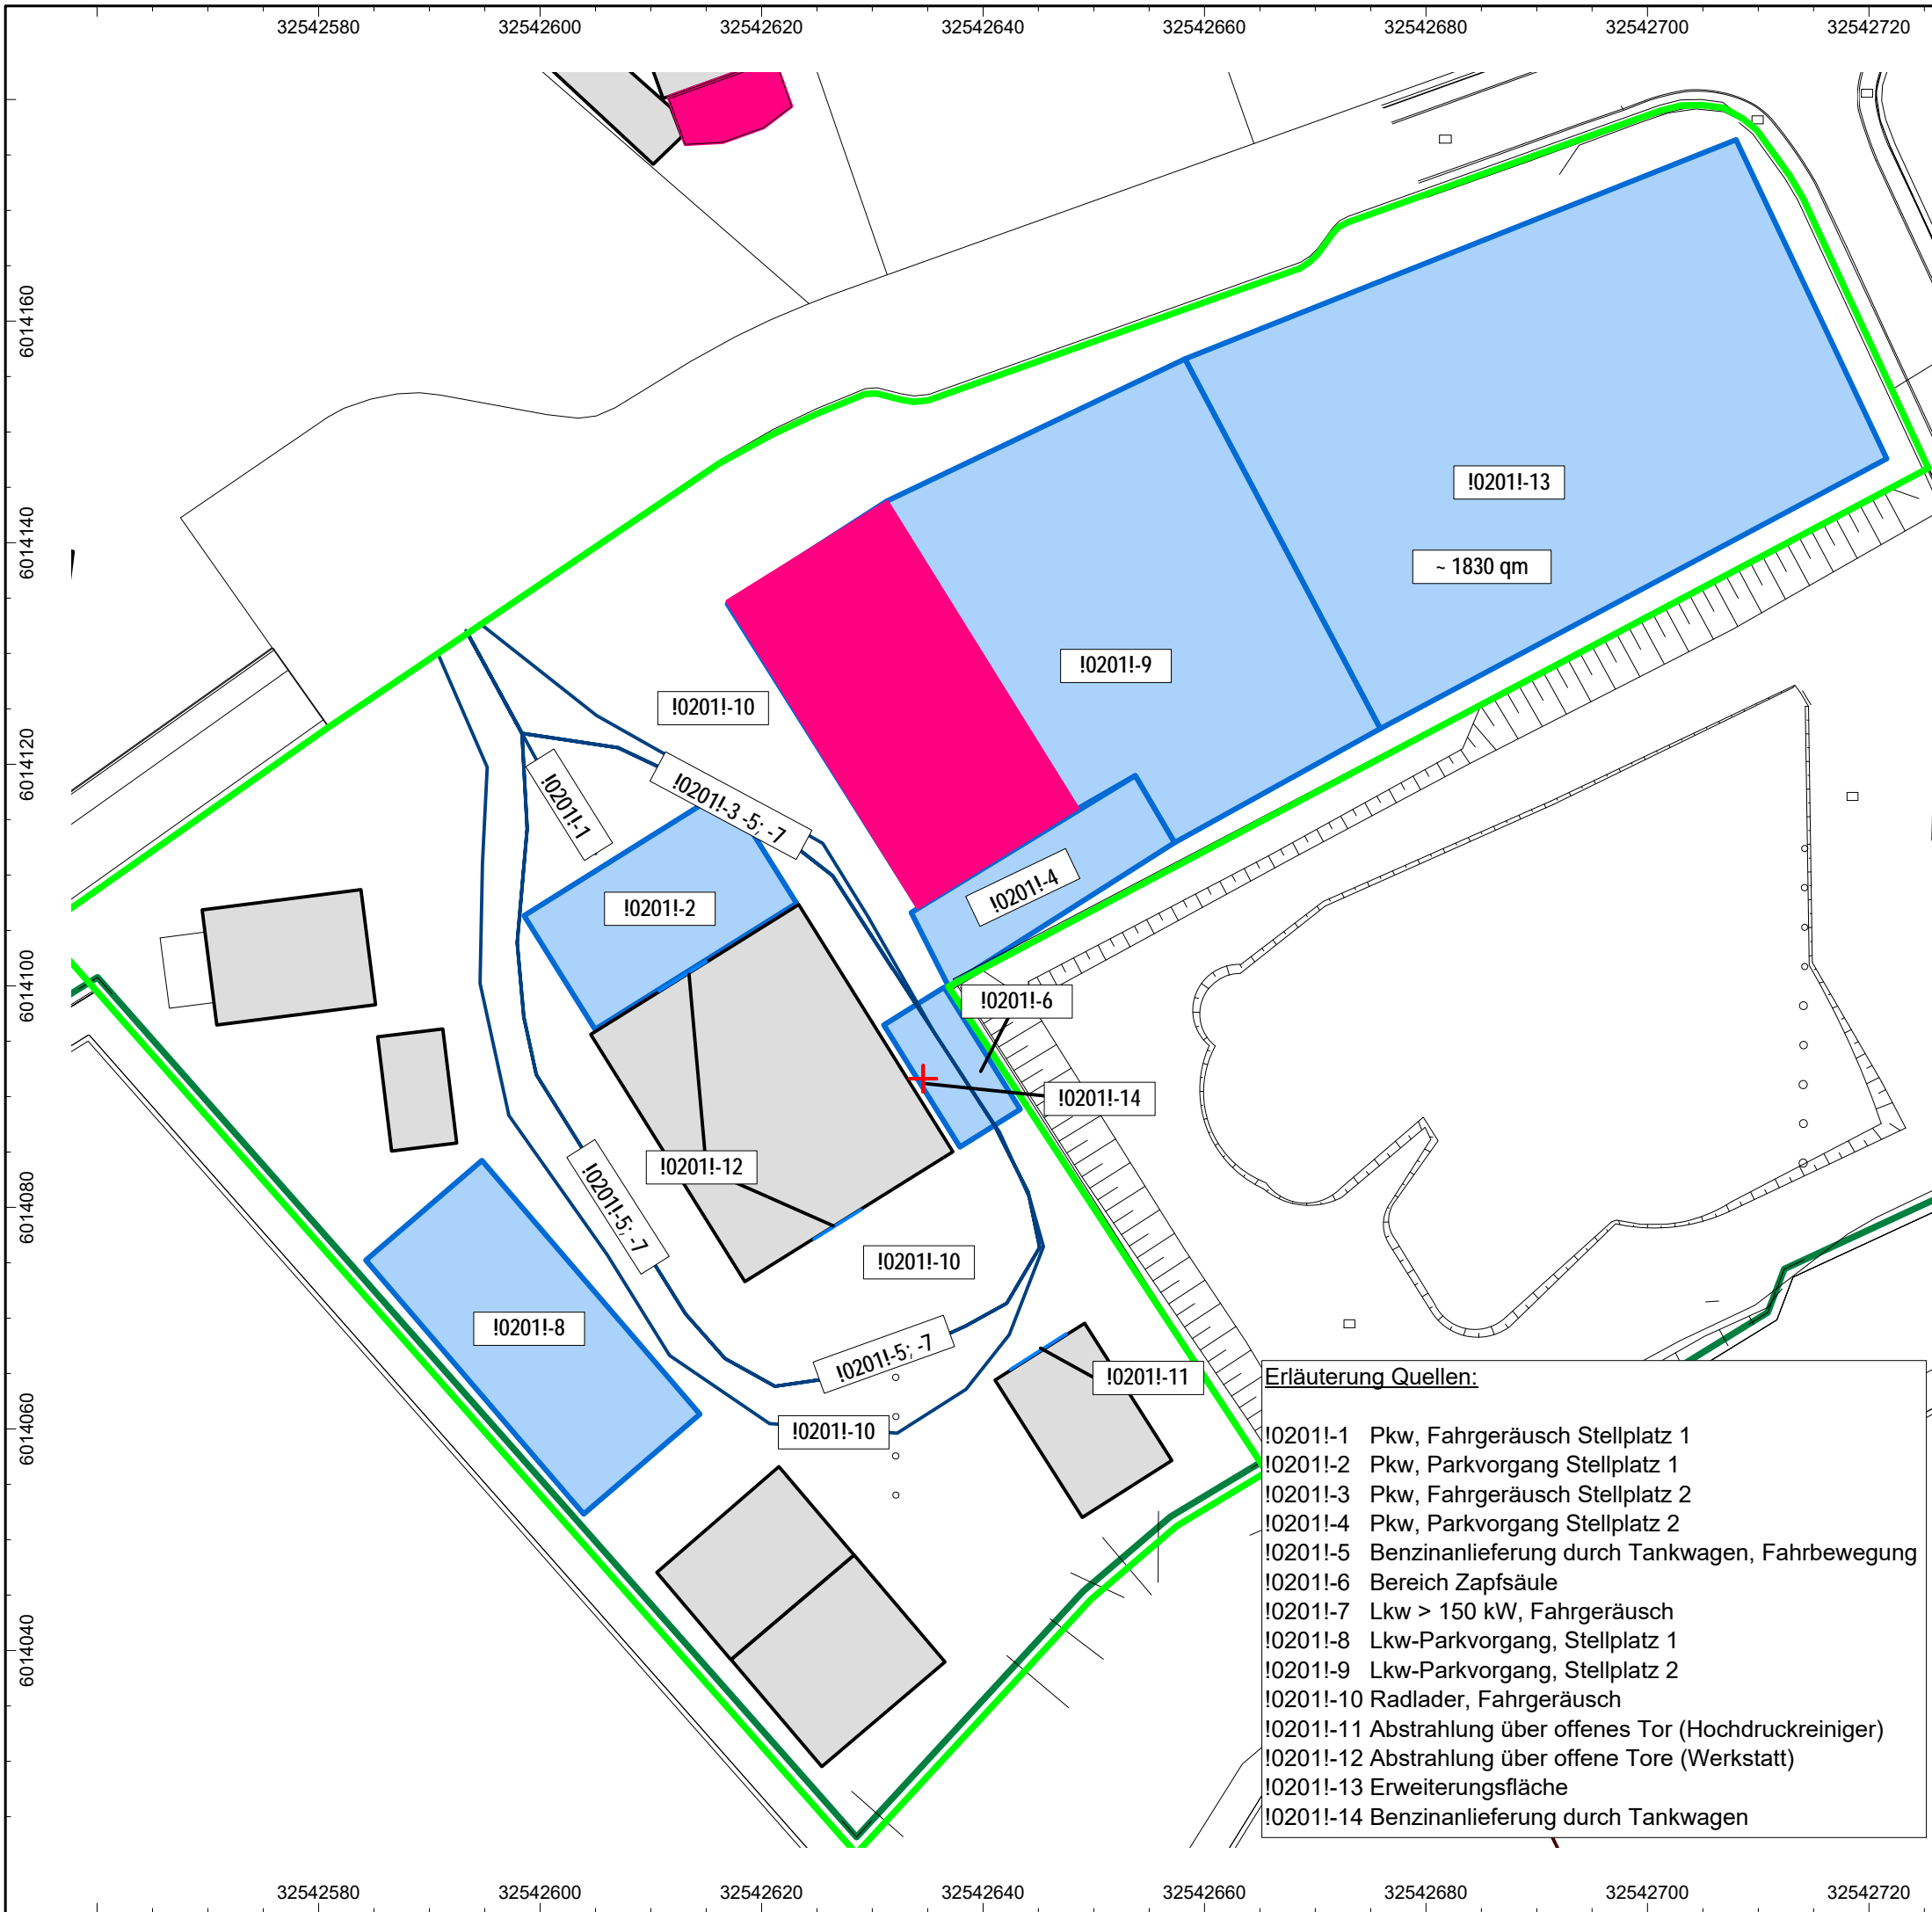 32542580 32542600 32542620 32542640 32542660 32542680 32542700 32542720
6014160
6014140
6014120
6014100
6014080
6014060
6014040
!0201!-13
~ 1830 qm
!0201!-9
!0201!-10
!0201!-3 -5; -7
!0201!-1
!0201!-4
!0201!-2
!0201!-6
!0201!-14
!0201!-12
!0201!-5; -7
!0201!-10
!0201!-8
!0201!-5; -7
!0201!-11
!0201!-10
Erläuterung Quellen:
!0201!-1 Pkw, Fahrgeräusch Stellplatz 1
!0201!-2 Pkw, Parkvorgang Stellplatz 1
!0201!-3 Pkw, Fahrgeräusch Stellplatz 2
!0201!-4 Pkw, Parkvorgang Stellplatz 2
!0201!-5 Benzinanlieferung durch Tankwagen, Fahrbewegung
!0201!-6 Bereich Zapfsäule
!0201!-7 Lkw > 150 kW, Fahrgeräusch
!0201!-8 Lkw-Parkvorgang, Stellplatz 1
!0201!-9 Lkw-Parkvorgang, Stellplatz 2
!0201!-10 Radlader, Fahrgeräusch
!0201!-11 Abstrahlung über offenes Tor (Hochdruckreiniger)
!0201!-12 Abstrahlung über offene Tore (Werkstatt)
!0201!-13 Erweiterungsfläche
!0201!-14 Benzinanlieferung durch Tankwagen
32542580 32542600 32542620 32542640 32542660 32542680 32542700 32542720